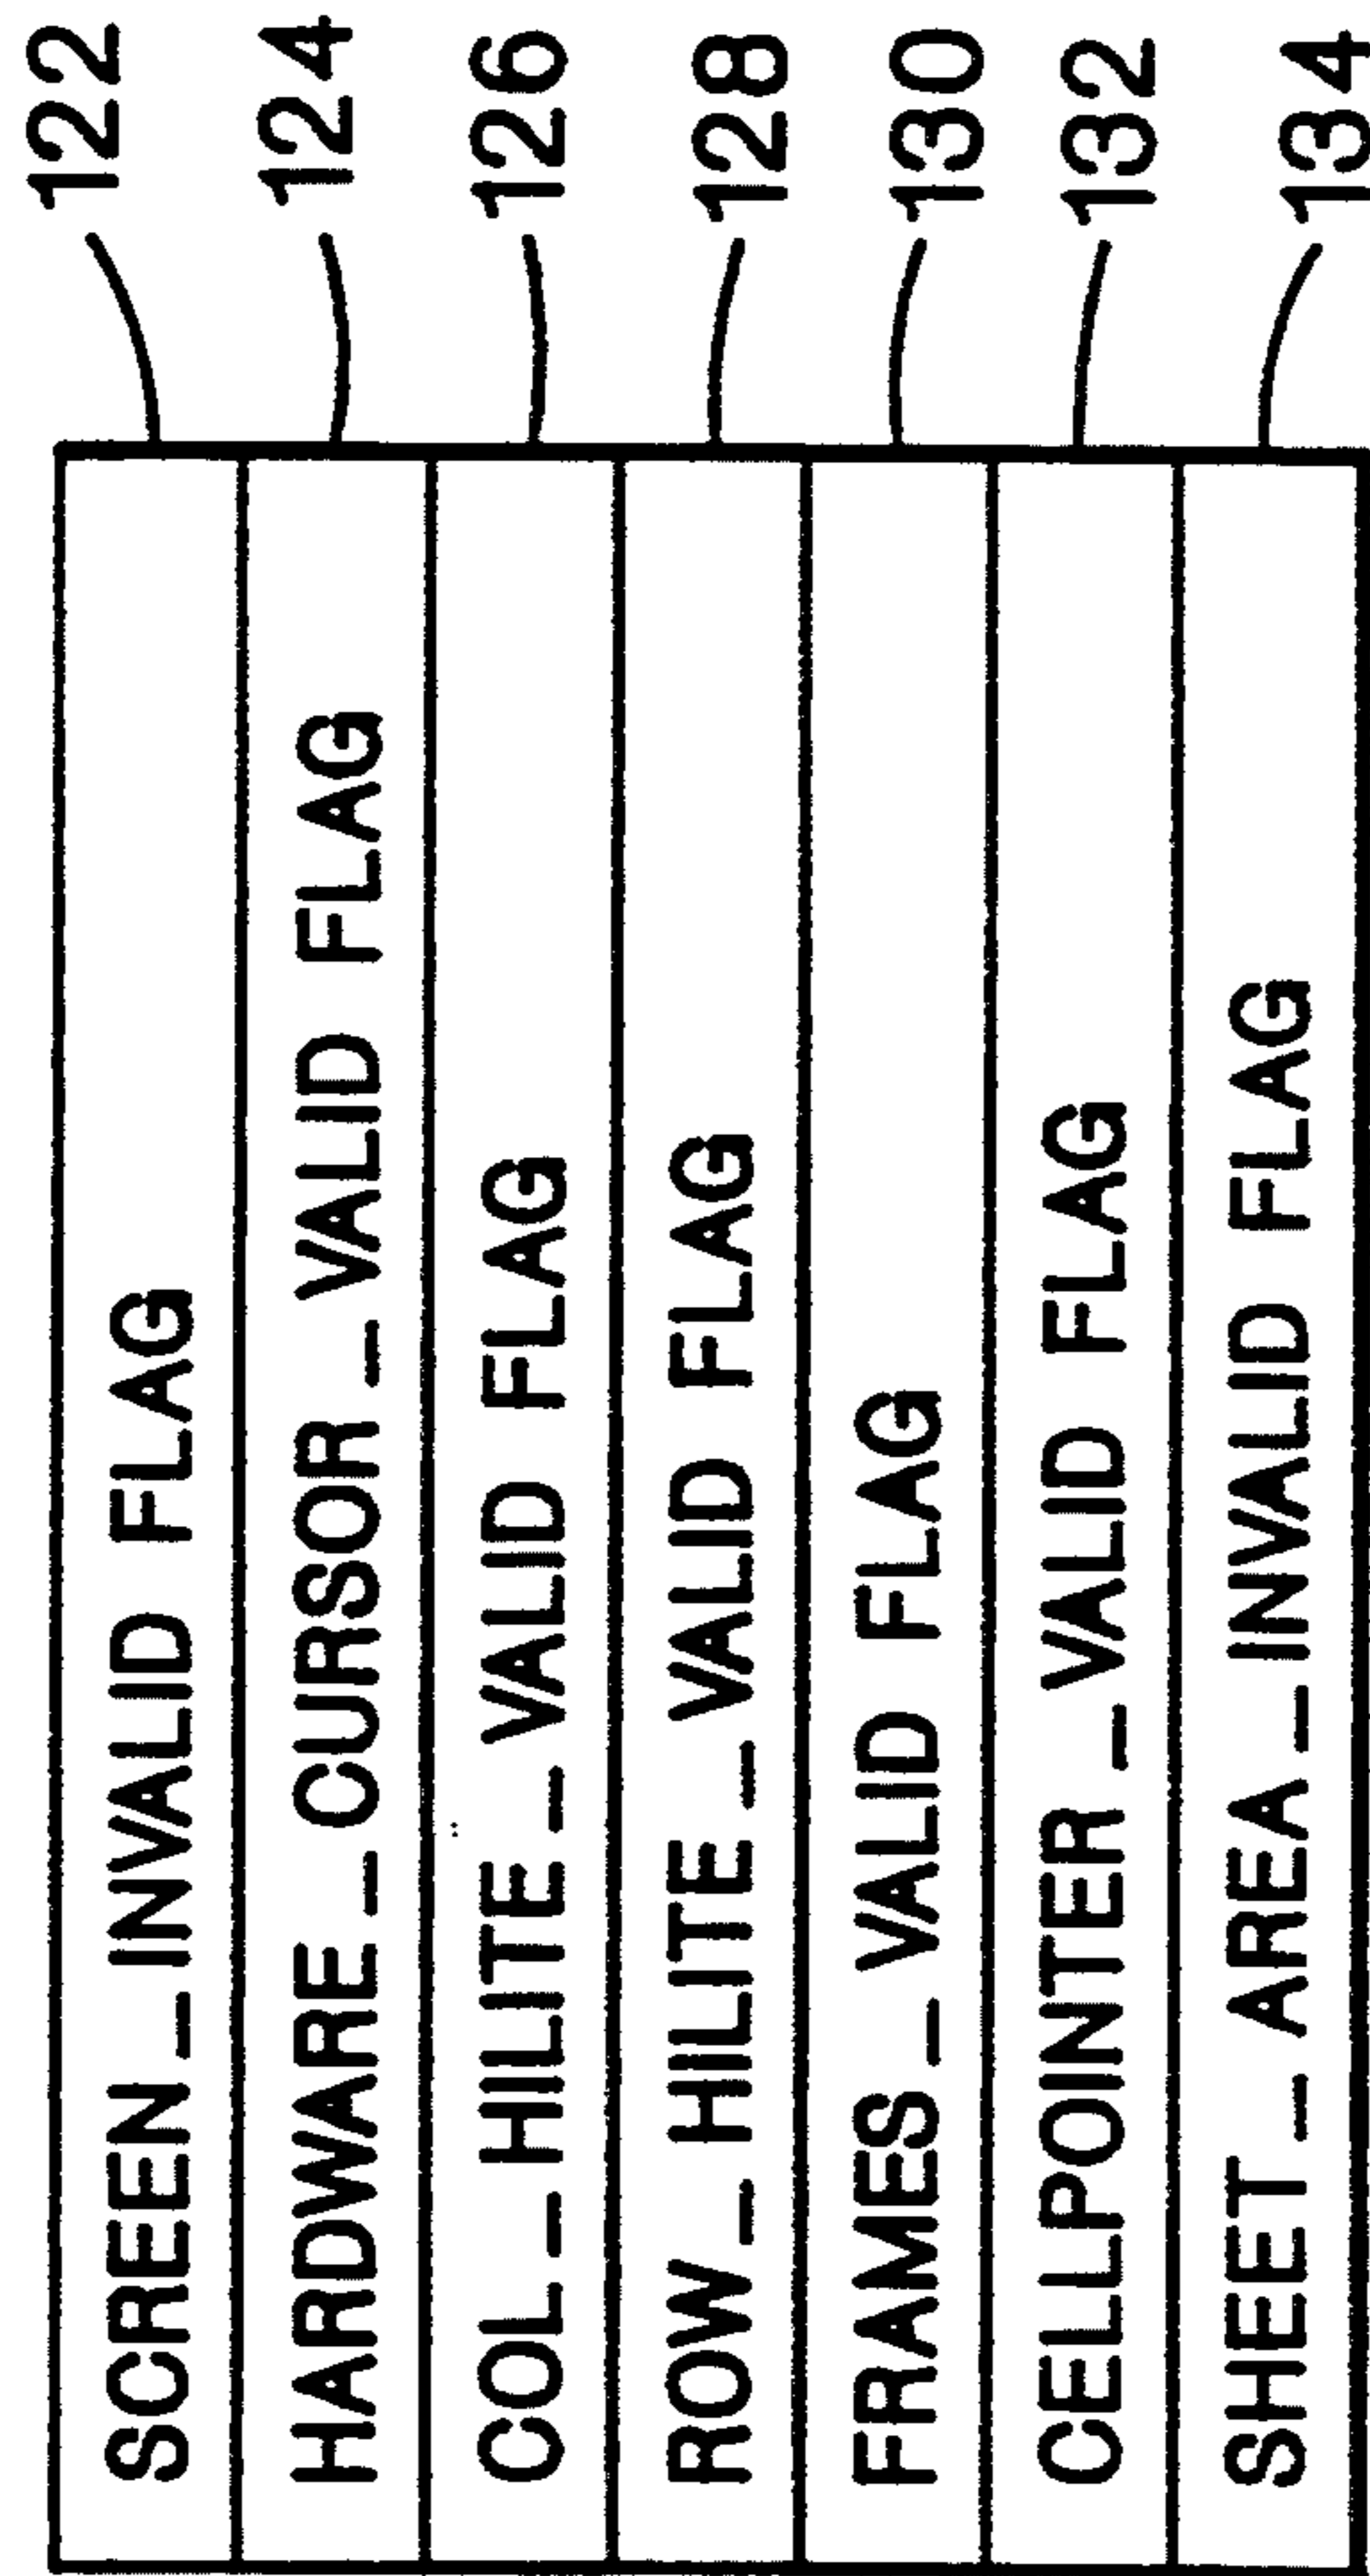 SCREEN_INVALID FLAG 122
HARDWARE_CURSOR_VALID FLAG 124
COL_HILITE_VALID FLAG 126
ROW_HILITE_VALID FLAG 128
FRAMES_VALID FLAG 130
CELLPOINTER_VALID FLAG 132
SHEET_AREA_INVALID FLAG 134